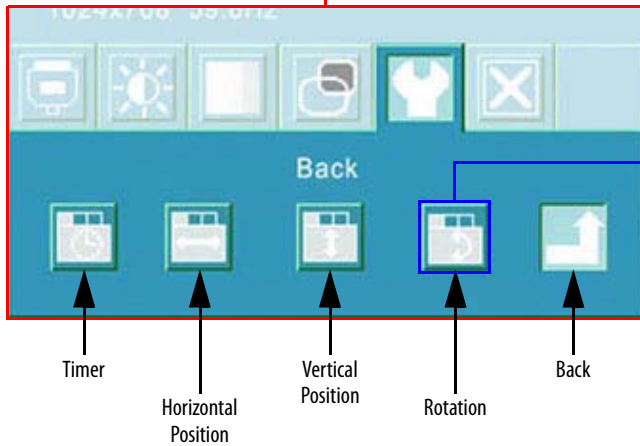 1024x768 59.8Hz
Back
Timer
Horizontal
Position
Vertical
Position
Rotation
Back